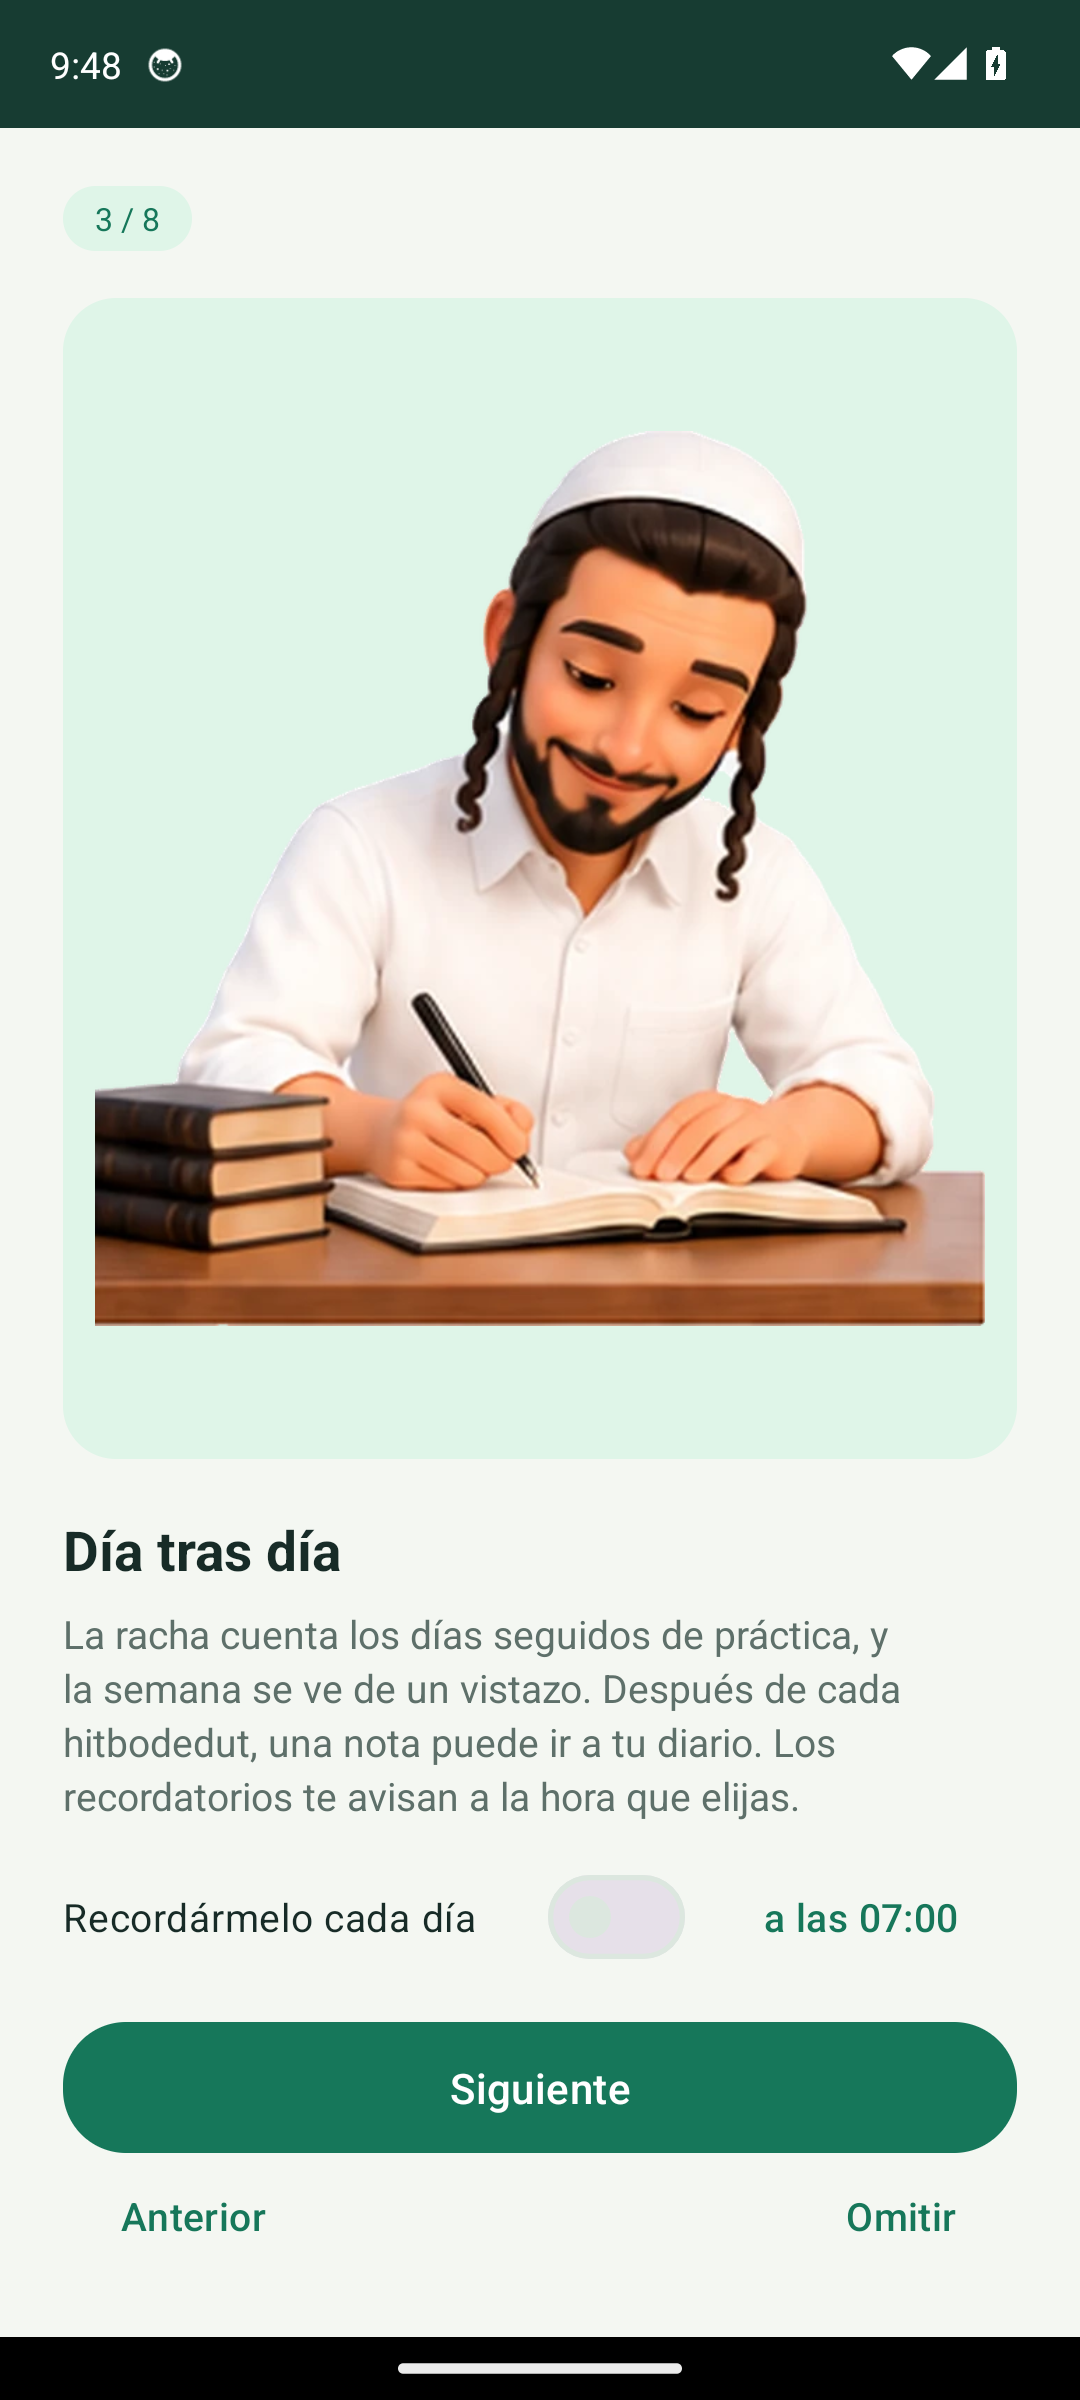 9:48
3 / 8
Día tras día
La racha cuenta los días seguidos de práctica, y
la semana se ve de un vistazo. Después de cada
hitbodedut, una nota puede ir a tu diario. Los
recordatorios te avisan a la hora que elijas.
Recordármelo cada día a las 07:00
Siguiente
Anterior Omitir